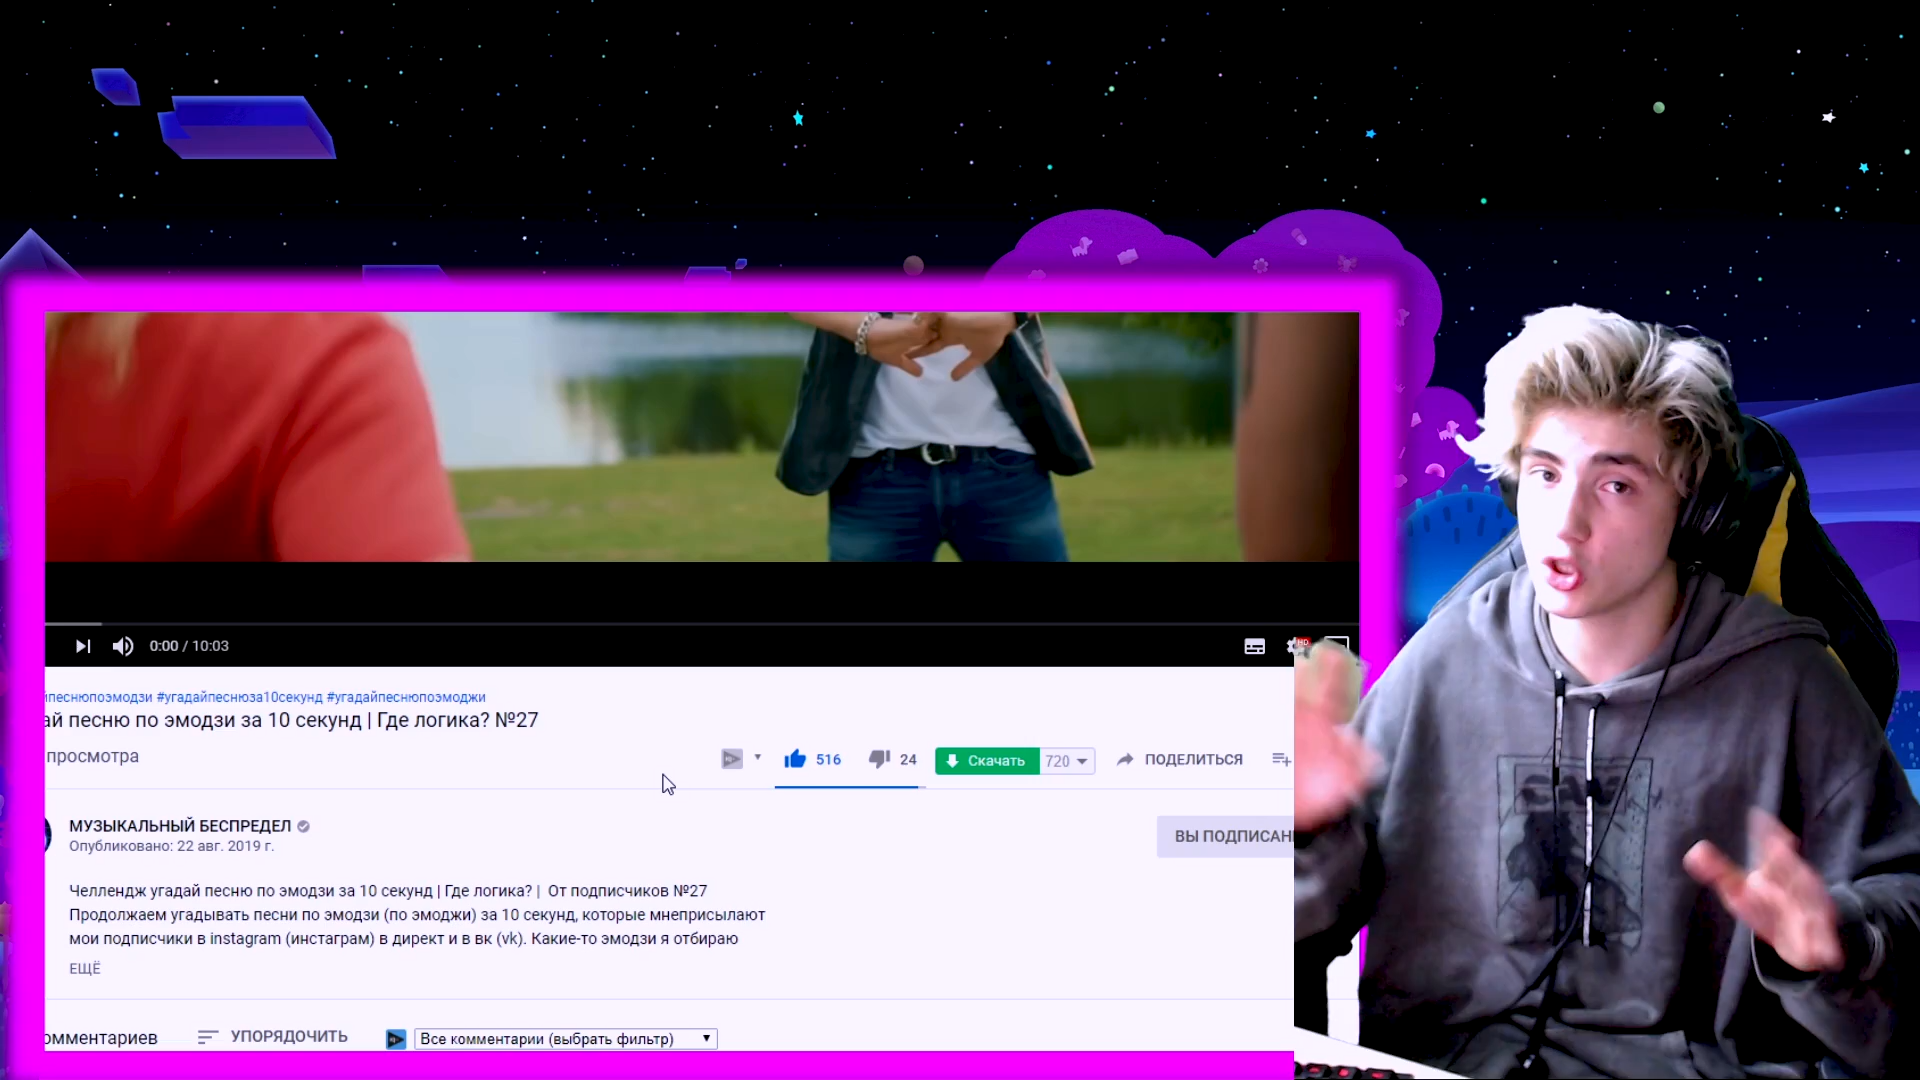 0:00 / 10:03
HD
йпеснюпоэмодзи #угадайпеснюза10секунд #угадайпеснюпоэмоджи
ай песню по эмодзи за 10 секунд | Где логика? №27
просмотра
516
24
Скачать
720
ПОДЕЛИТЬСЯ
МУЗЫКАЛЬНЫЙ БЕСПРЕДЕЛ
Опубликовано: 22 авг. 2019 г.
ВЫ ПОДПИСАН
Челлендж угадай песню по эмодзи за 10 секунд | Где логика? | От подписчиков №27
Продолжаем угадывать песни по эмодзи (по эмоджи) за 10 секунд, которые мнеприсылают
мои подписчики в instagram (инстаграм) в директ и в вк (vk). Какие-то эмодзи я отбираю
ЕЩЁ
омментариев
УПОРЯДОЧИТЬ
Все комментарии (выбрать фильтр)